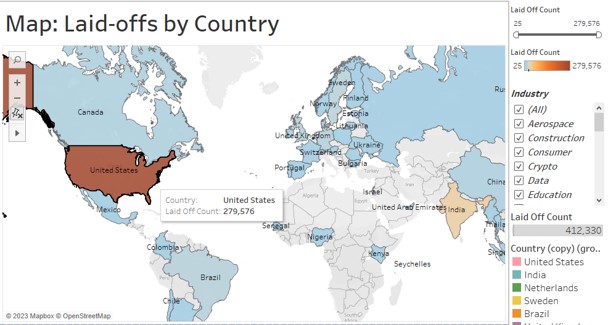 Map: Laid-offs by Country
Laid Off Count
25 279,576
Laid Off Count
25 279,576
Industry
(All)
Aerospace
Construction
Consumer
Crypto
Data
Education
Laid Off Count
412,330
Country (copy) (gro..
United States
India
Netherlands
Sweden
Brazil
Canada
United States
Mexico
Colombia
Brazil
Chile
Sweden
Norway
Finland
Estonia
Lithuania
United Kingdom
Ukraine
Switzerland
Portugal
Bulgaria
Israel
United Arab Emirates
India
Senegal
Nigeria
Kenya
Seychelles
Country: United States
Laid Off Count: 279,576
Rus
China
Thaila
Sing
© 2023 Mapbox © OpenStreetMap